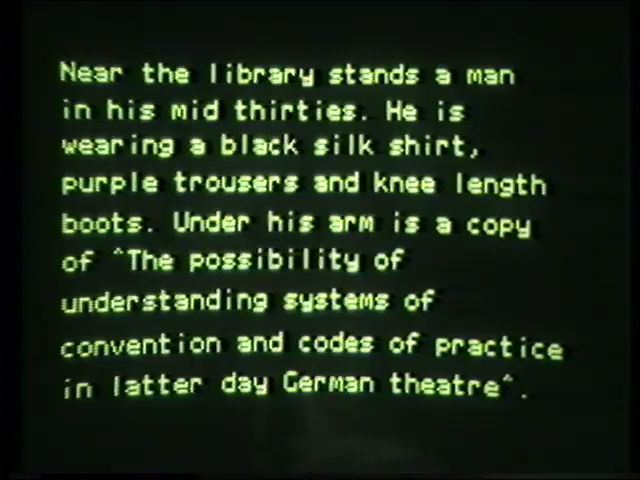 Near the library stands a man
in his mid thirties. He is
wearing a black silk shirt,
purple trousers and knee length
boots. Under his arm is a copy
of ^The possibility of
understanding systems of
convention and codes of practice
in latter day German theatre^.